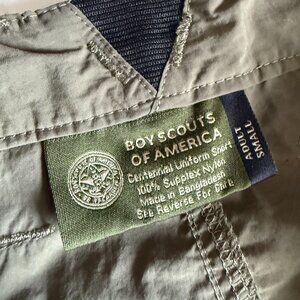 BOY SCOUTS
OF AMERICA
Centennial Uniform Short
100% Supplex Nylon
Made in Bangladesh
See Reverse For Care
ADULT
SMALL